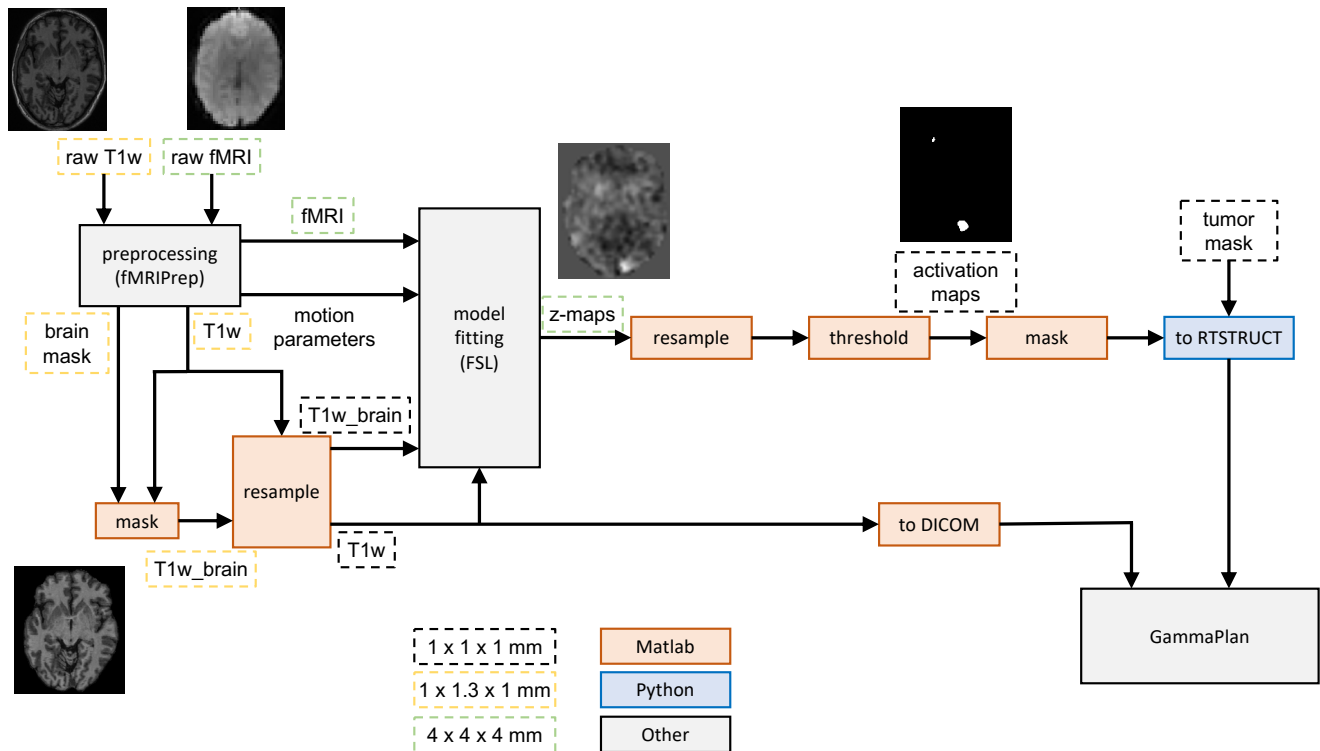 raw T1w
raw fMRI
preprocessing
(fMRIPrep)
fMRI
motion
parameters
brain
mask
T1w
model
fitting
(FSL)
z-maps
resample
threshold
activation
maps
mask
tumor
mask
to RTSTRUCT
T1w_brain
resample
mask
T1w_brain
T1w
to DICOM
GammaPlan
1 x 1 x 1 mm
Matlab
1 x 1.3 x 1 mm
Python
4 x 4 x 4 mm
Other